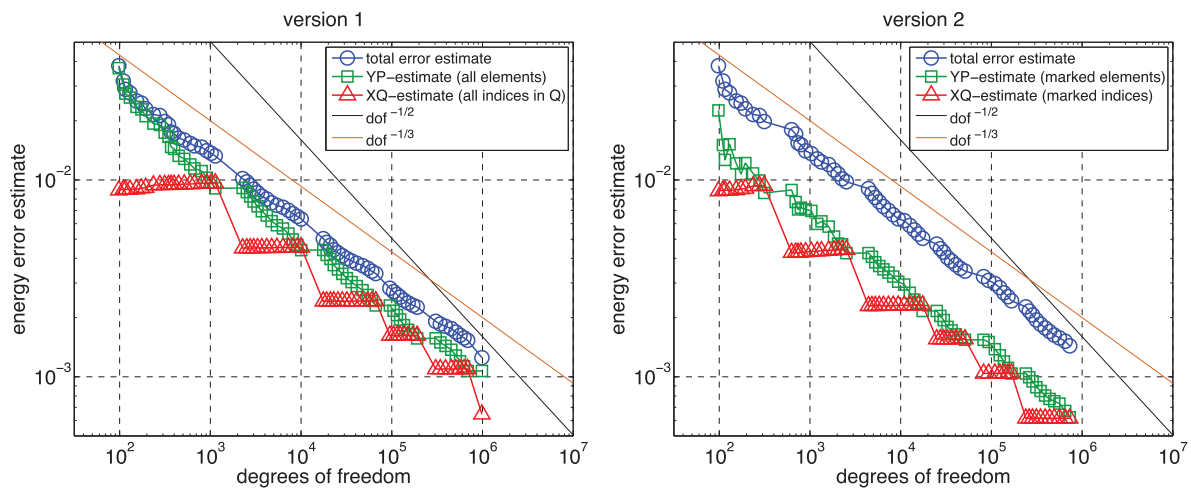 version 1
total error estimate
YP−estimate (all elements)
XQ−estimate (all indices in Q)
dof −1/2
dof −1/3
energy error estimate
10−2
10−3
10^2 10^3 10^4 10^5 10^6 10^7
degrees of freedom
version 2
total error estimate
YP−estimate (marked elements)
XQ−estimate (marked indices)
dof −1/2
dof −1/3
energy error estimate
10−2
10−3
10^2 10^3 10^4 10^5 10^6 10^7
degrees of freedom